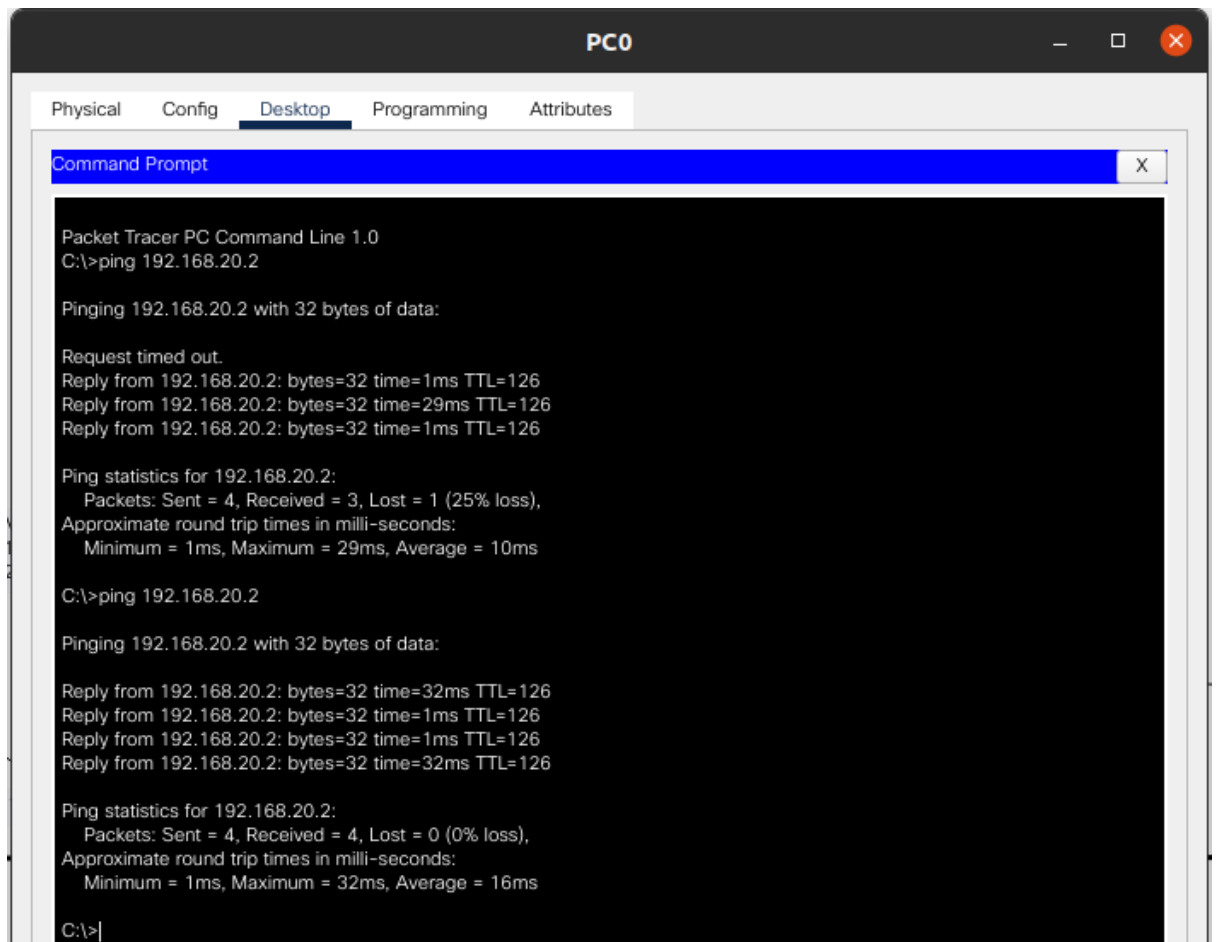 PC0
Physical Config Desktop Programming Attributes
Command Prompt X
Packet Tracer PC Command Line 1.0
C:\>ping 192.168.20.2
Pinging 192.168.20.2 with 32 bytes of data:
Request timed out.
Reply from 192.168.20.2: bytes=32 time=1ms TTL=126
Reply from 192.168.20.2: bytes=32 time=29ms TTL=126
Reply from 192.168.20.2: bytes=32 time=1ms TTL=126
Ping statistics for 192.168.20.2:
Packets: Sent = 4, Received = 3, Lost = 1 (25% loss),
Approximate round trip times in milli-seconds:
Minimum = 1ms, Maximum = 29ms, Average = 10ms
C:\>ping 192.168.20.2
Pinging 192.168.20.2 with 32 bytes of data:
Reply from 192.168.20.2: bytes=32 time=32ms TTL=126
Reply from 192.168.20.2: bytes=32 time=1ms TTL=126
Reply from 192.168.20.2: bytes=32 time=1ms TTL=126
Reply from 192.168.20.2: bytes=32 time=32ms TTL=126
Ping statistics for 192.168.20.2:
Packets: Sent = 4, Received = 4, Lost = 0 (0% loss),
Approximate round trip times in milli-seconds:
Minimum = 1ms, Maximum = 32ms, Average = 16ms
C:\>